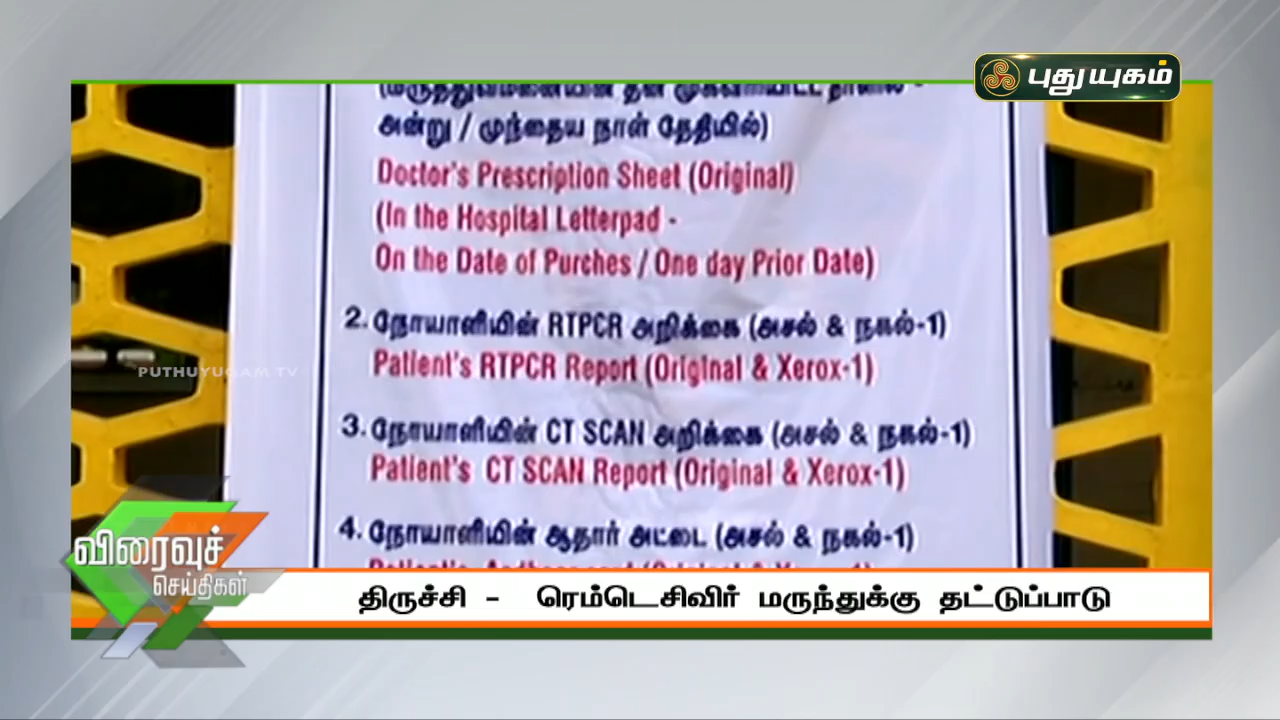 புதுயுகம்
அன்று / முந்தைய நாள் தேதியில்)
Doctor's Prescription Sheet (Original)
(In the Hospital Letterpad -
On the Date of Purches / One day Prior Date)
2. நோயாளியின் RTPCR அறிக்கை (அசல் & நகல்-1)
Patient's RTPCR Report (Original & Xerox-1)
PUTHUYUGAM TV
3. நோயாளியின் CT SCAN அறிக்கை (அசல் & நகல்-1)
Patient's CT SCAN Report (Original & Xerox-1)
4. நோயாளியின் ஆதார் அட்டை (அசல் & நகல்-1)
விரைவுச்
செய்திகள்
திருச்சி - ரெம்டெசிவிர் மருந்துக்கு தட்டுப்பாடு